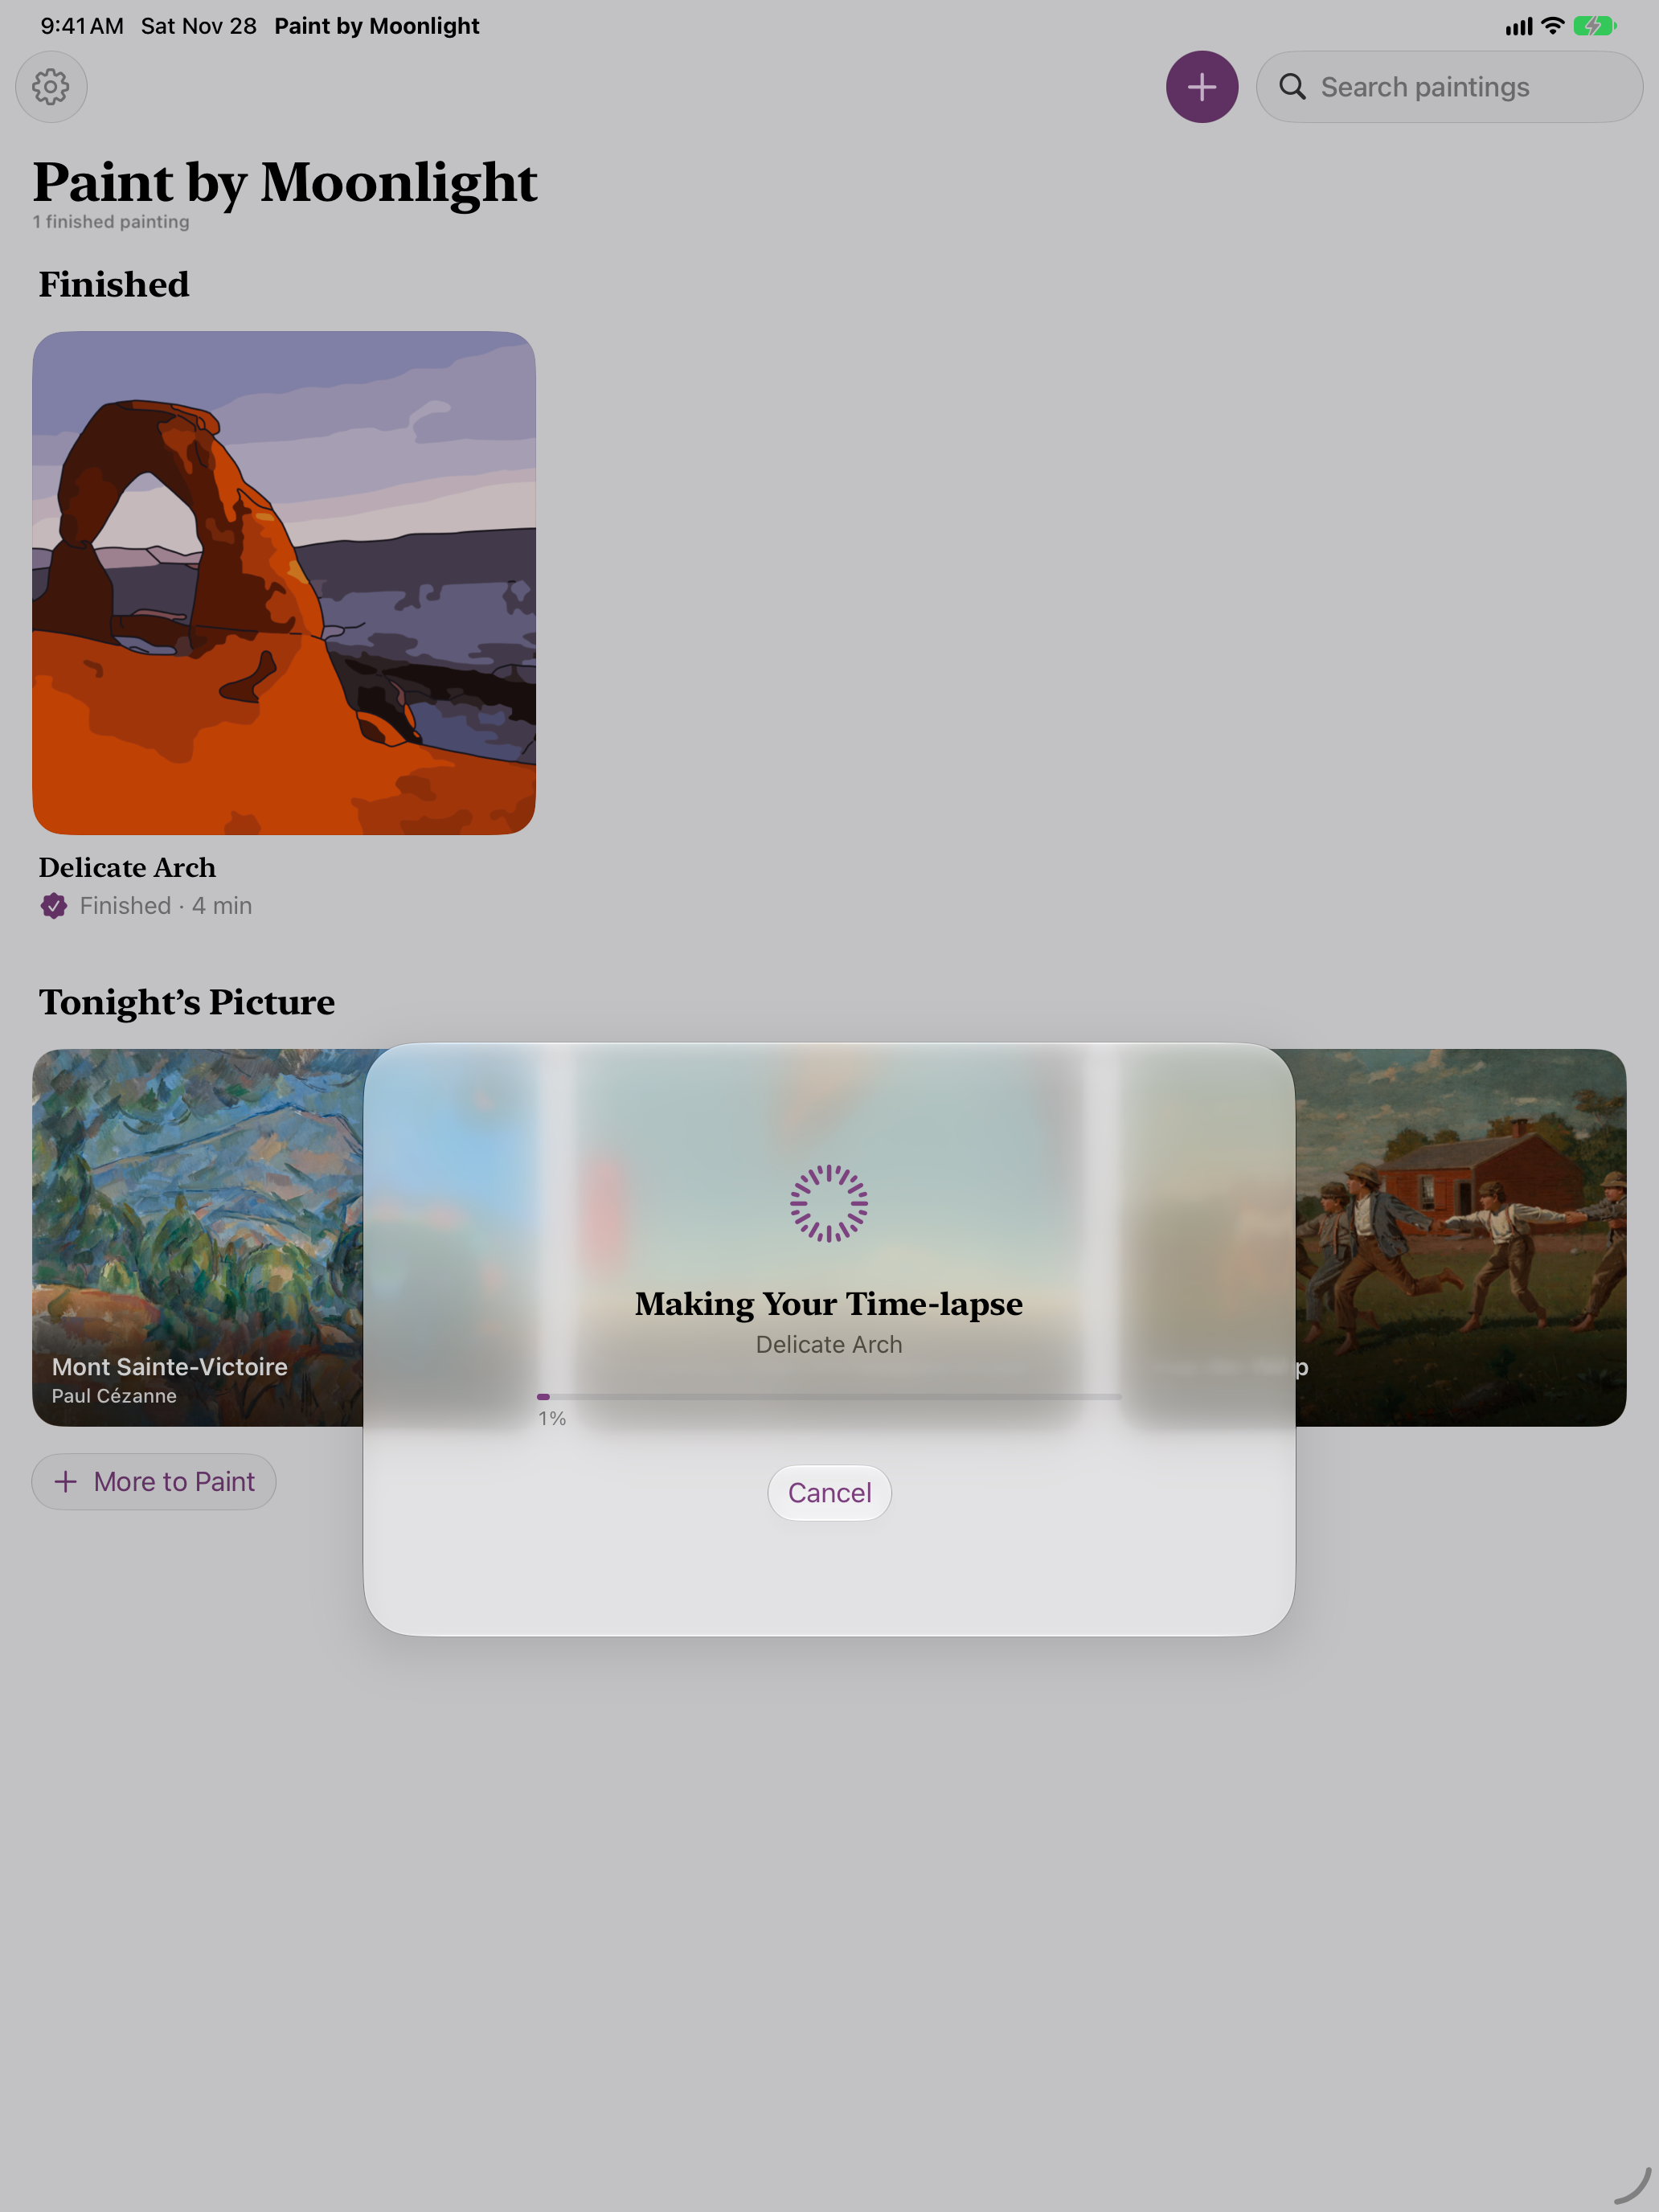 9:41 AM Sat Nov 28 Paint by Moonlight
Search paintings
Paint by Moonlight
1 finished painting
Finished
Delicate Arch
Finished · 4 min
Tonight’s Picture
Mont Sainte-Victoire
Paul Cézanne
Making Your Time-lapse
Delicate Arch
1%
Cancel
More to Paint